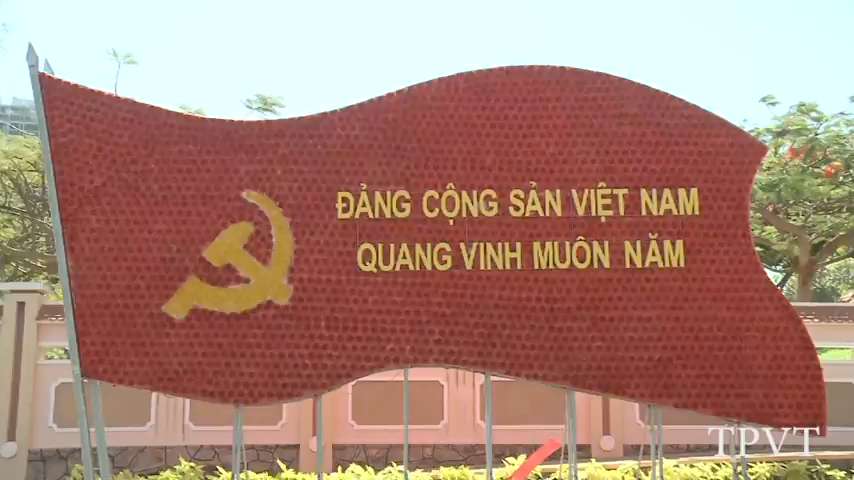 ĐẢNG CỘNG SẢN VIỆT NAM
QUANG VINH MUÔN NĂM
TPVT